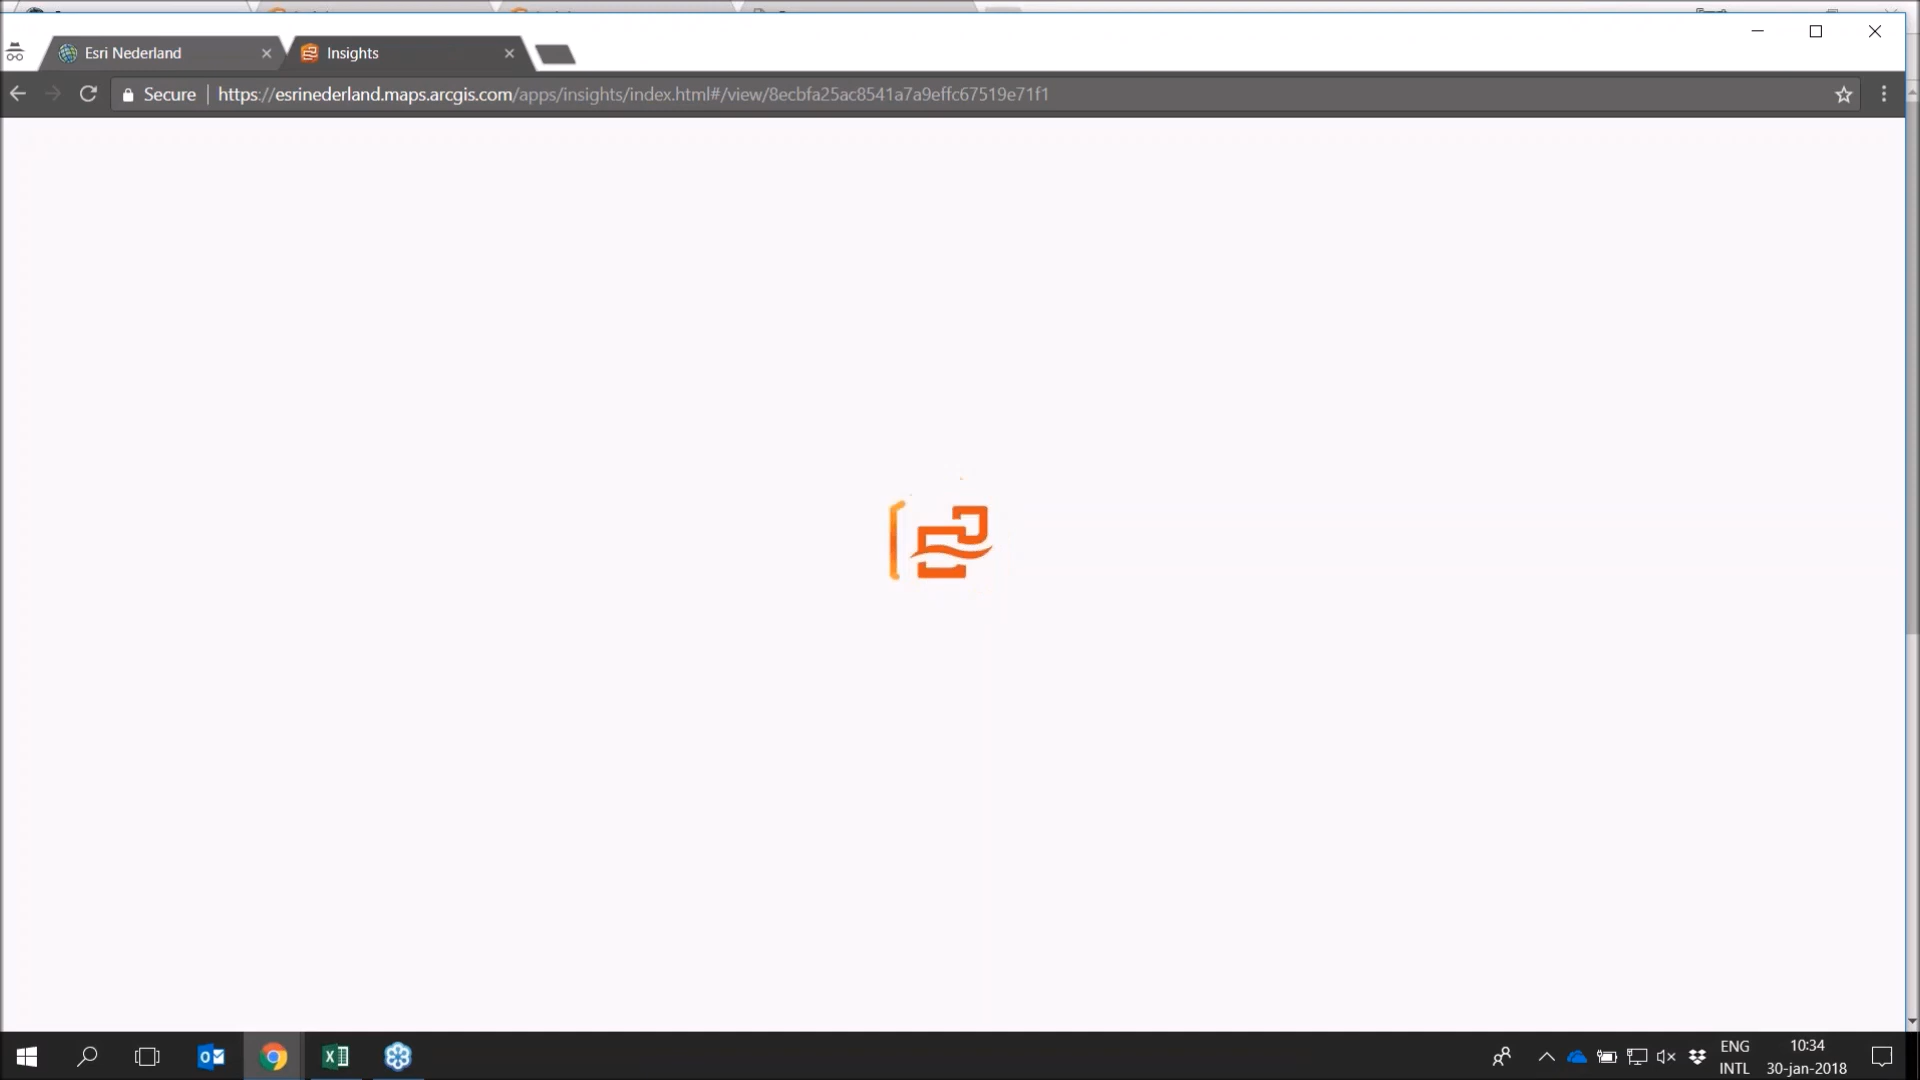 Esri Nederland
Insights
Secure
https://esrinederland.maps.arcgis.com/apps/insights/index.html#/view/8ecbfa25ac8541a7a9effc67519e71f1
ENG
INTL
10:34
30-jan-2018